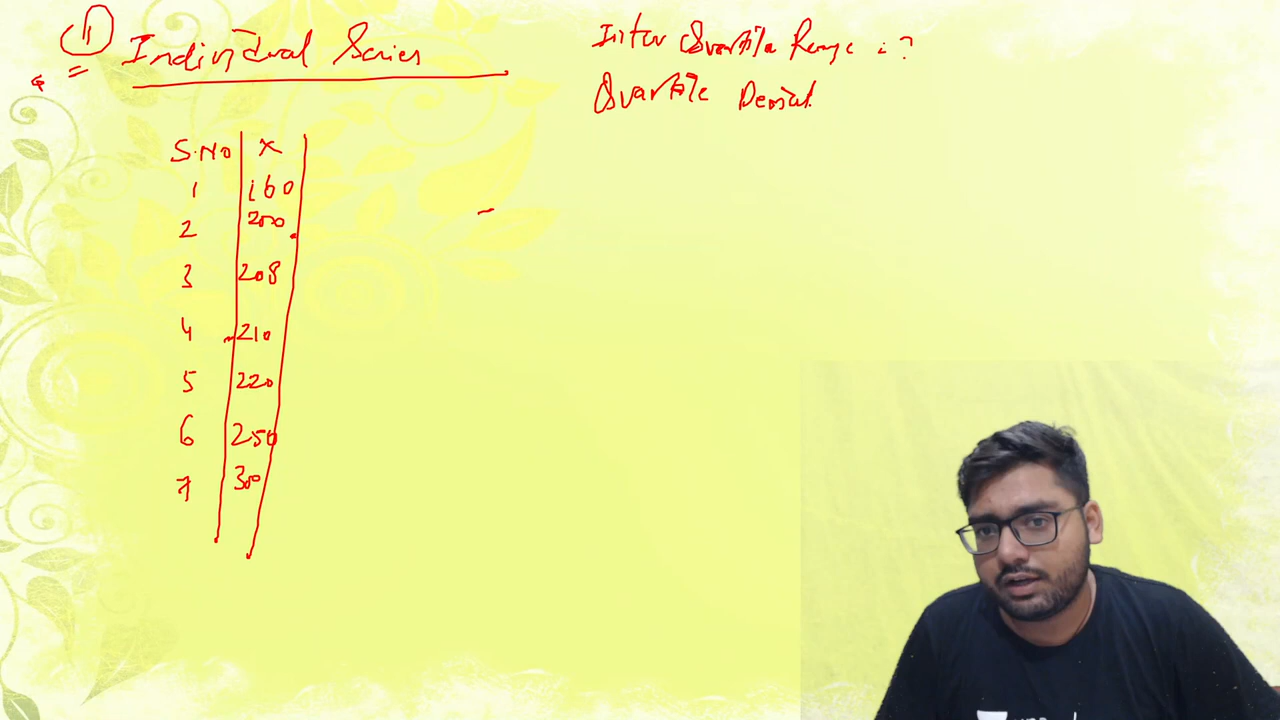 1 Individual Series
Inter Quartile Range = ?
Quartile Deviat.
S.No X
1 160
2 200
3 208
4 210
5 220
6 250
7 300